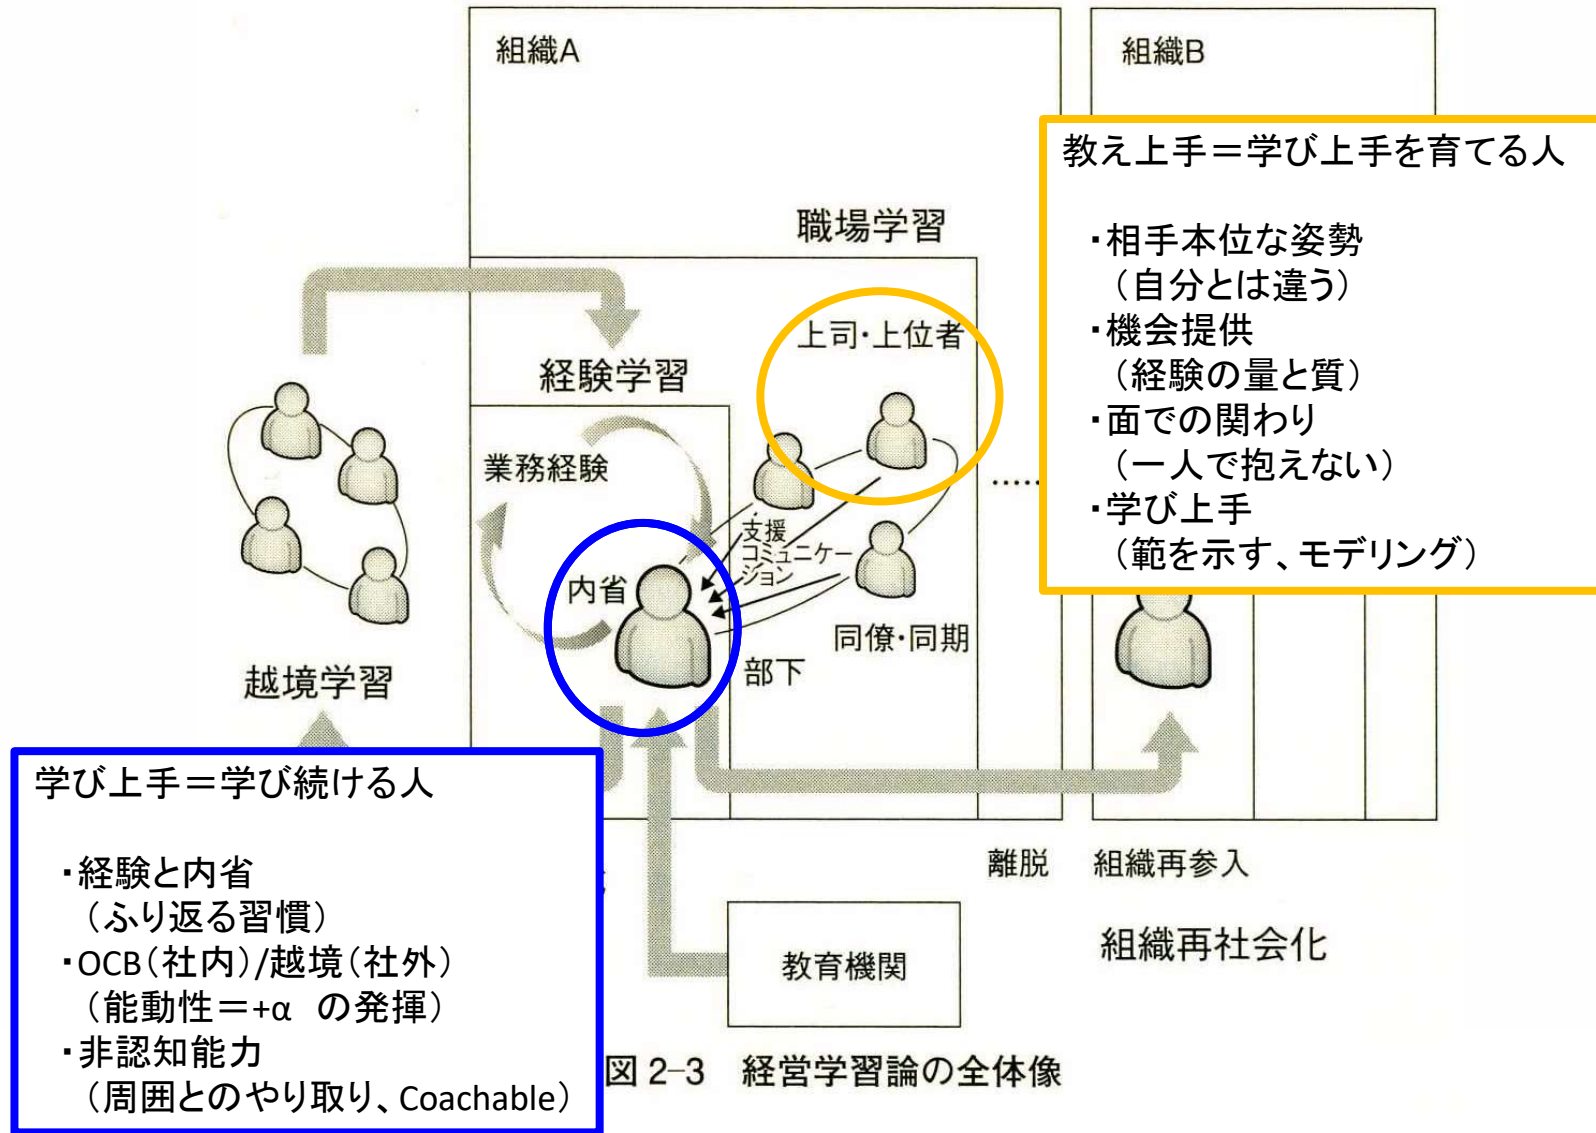 組織A
組織B
教え上手＝学び上手を育てる人
・相手本位な姿勢
（自分とは違う）
・機会提供
（経験の量と質）
・面での関わり
（一人で抱えない）
・学び上手
（範を示す、モデリング）
職場学習
上司・上位者
経験学習
業務経験
……
支援
コミュニケー
ション
内省
同僚・同期
部下
越境学習
学び上手＝学び続ける人
・経験と内省
（ふり返る習慣）
・OCB（社内）/越境（社外）
（能動性＝+α　の発揮）
・非認知能力
（周囲とのやり取り、Coachable）
離脱
組織再参入
組織再社会化
教育機関
図 2−3　経営学習論の全体像